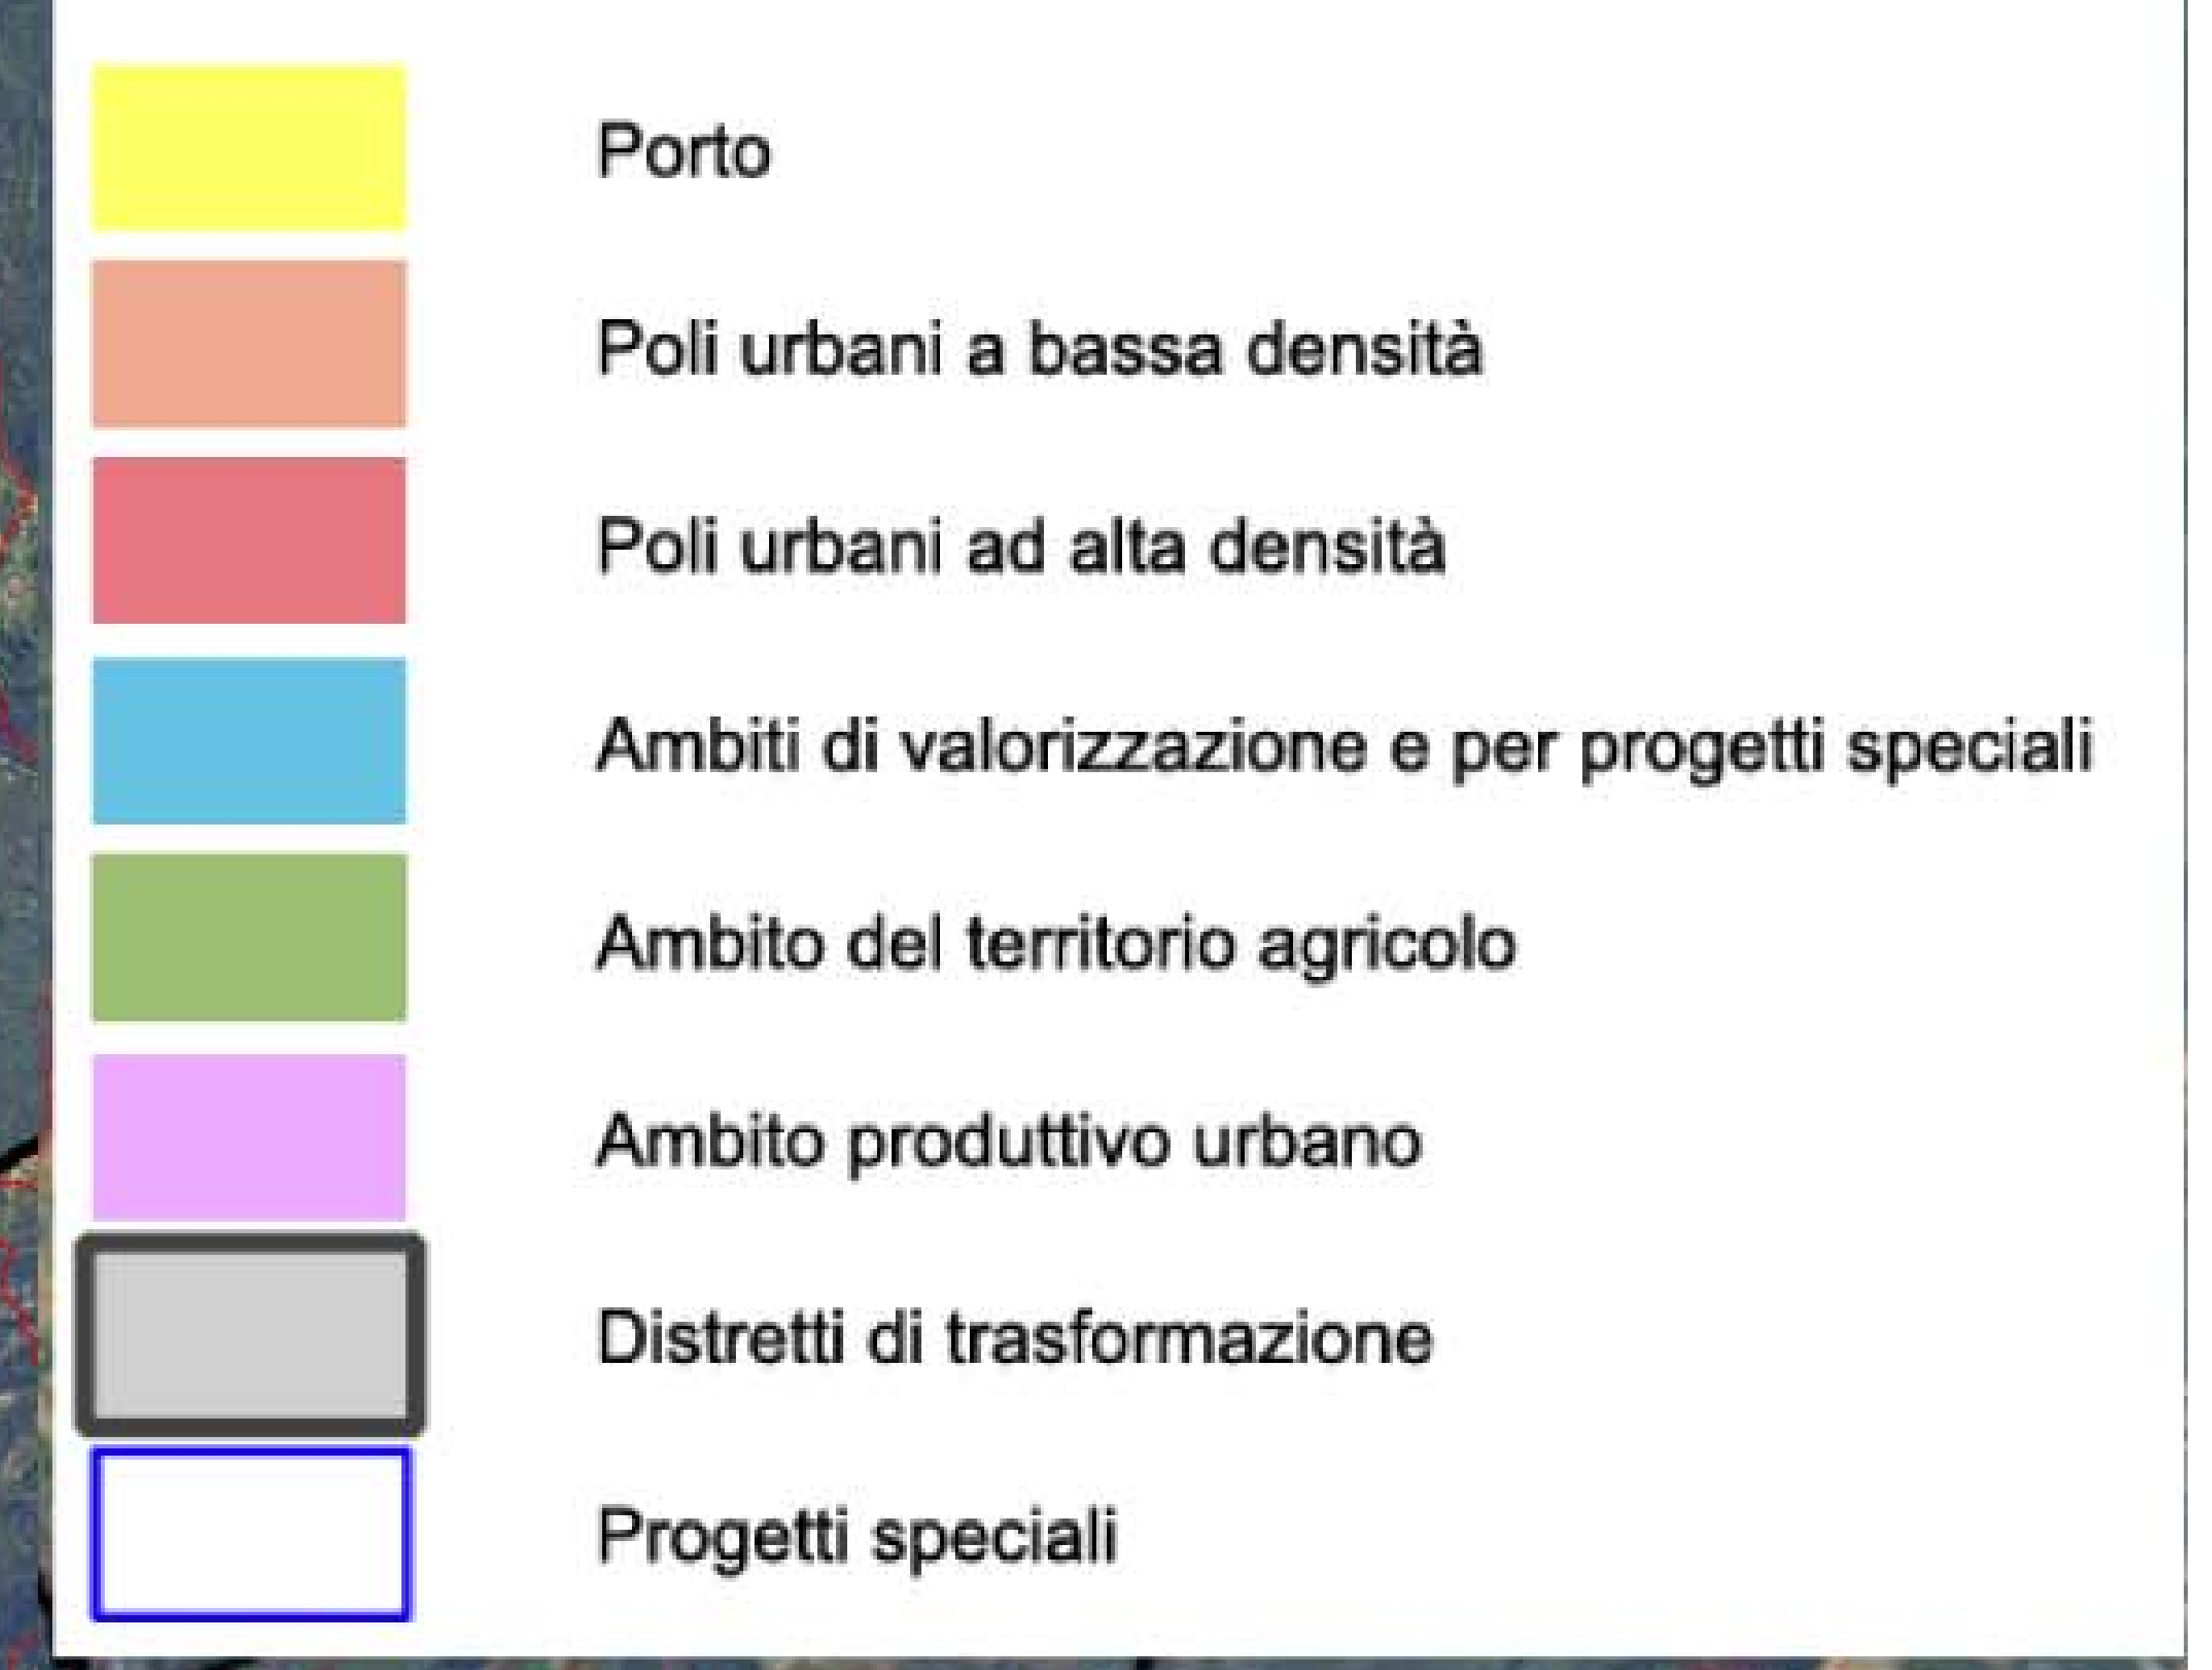 Porto
Poli urbani a bassa densità
Poli urbani ad alta densità
Ambiti di valorizzazione e per progetti speciali
Ambito del territorio agricolo
Ambito produttivo urbano
Distretti di trasformazione
Progetti speciali